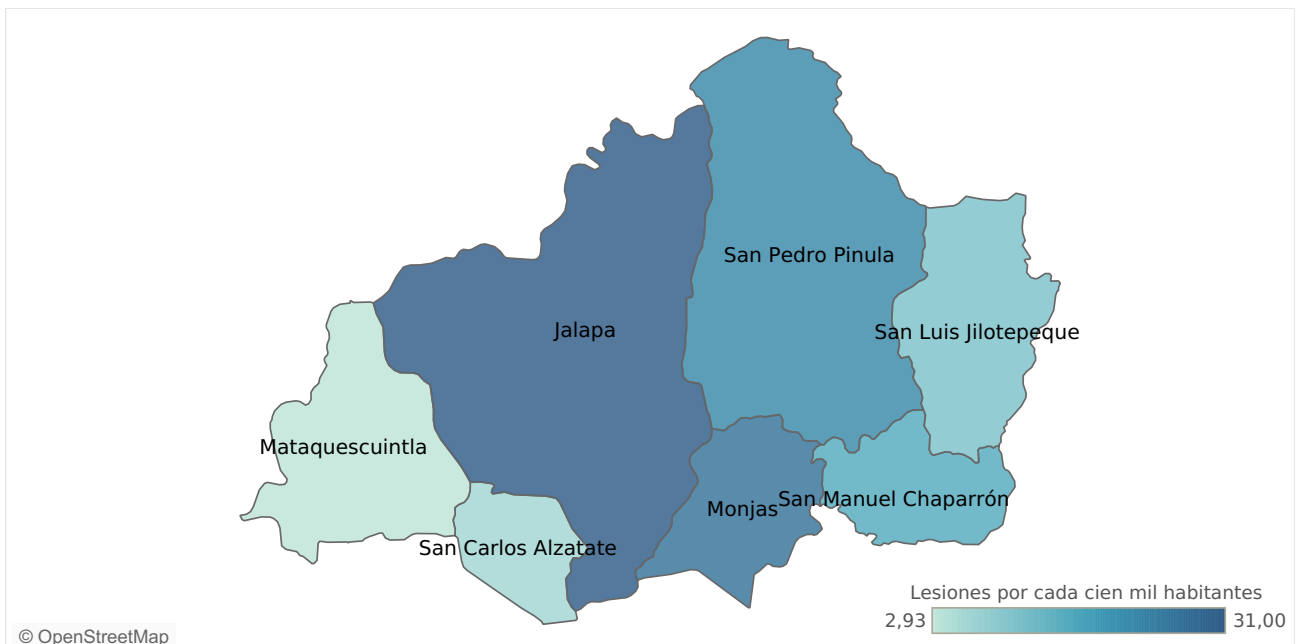 San Pedro Pinula
Jalapa
San Luis Jilotepeque
Mataquescuintla
San Manuel Chaparrón
Monjas
San Carlos Alzatate
Lesiones por cada cien mil habitantes
2,93 31,00
© OpenStreetMap